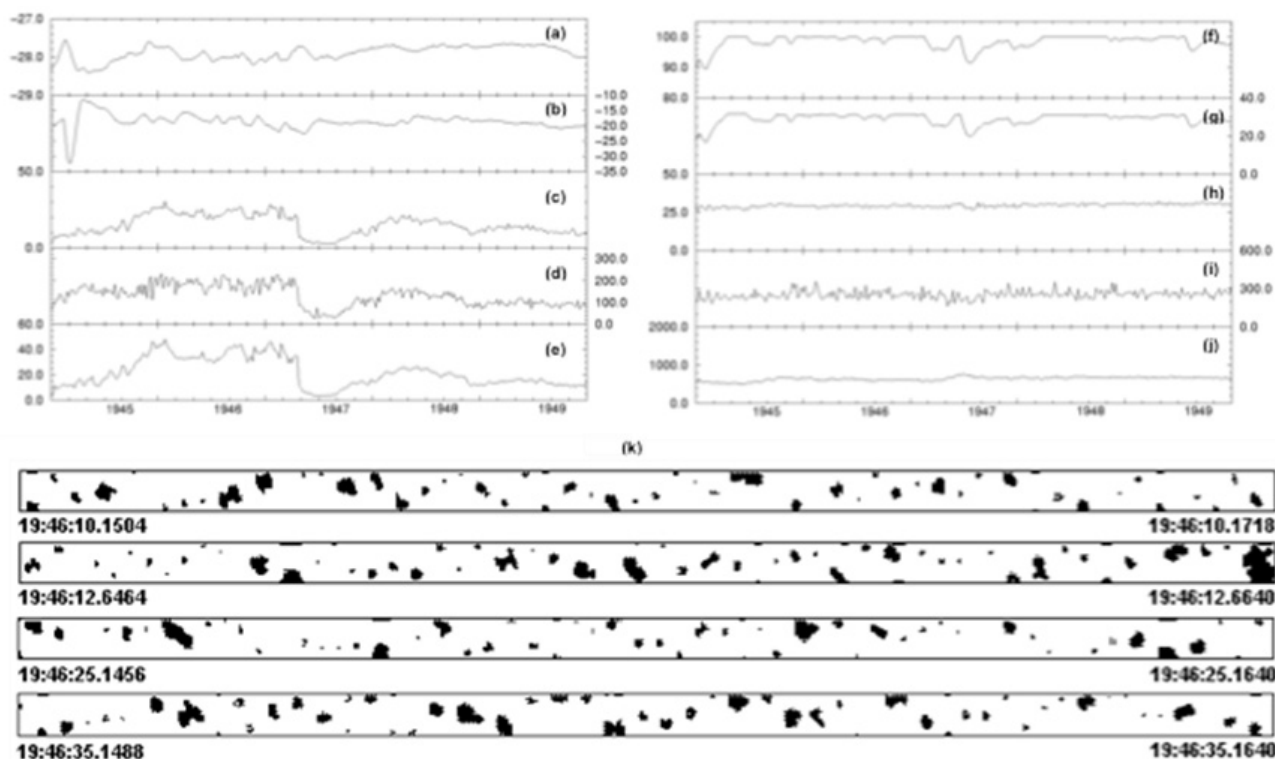 −27.0
(a)
−28.0
−29.0
(b)
−10.0
−15.0
−20.0
−25.0
−30.0
−35.0
50.0
(c)
0.0
(d)
300.0
200.0
100.0
0.0
60.0
(e)
40.0
20.0
0.0
1945 1946 1947 1948 1949
100.0
(f)
90.0
80.0
(g)
40.0
20.0
0.0
50.0
(h)
25.0
0.0
(i)
600.0
300.0
0.0
2000.0
(j)
1000.0
0.0
1945 1946 1947 1948 1949
(k)
19:46:10.1504 19:46:10.1718
19:46:12.6464 19:46:12.6640
19:46:25.1456 19:46:25.1640
19:46:35.1488 19:46:35.1640